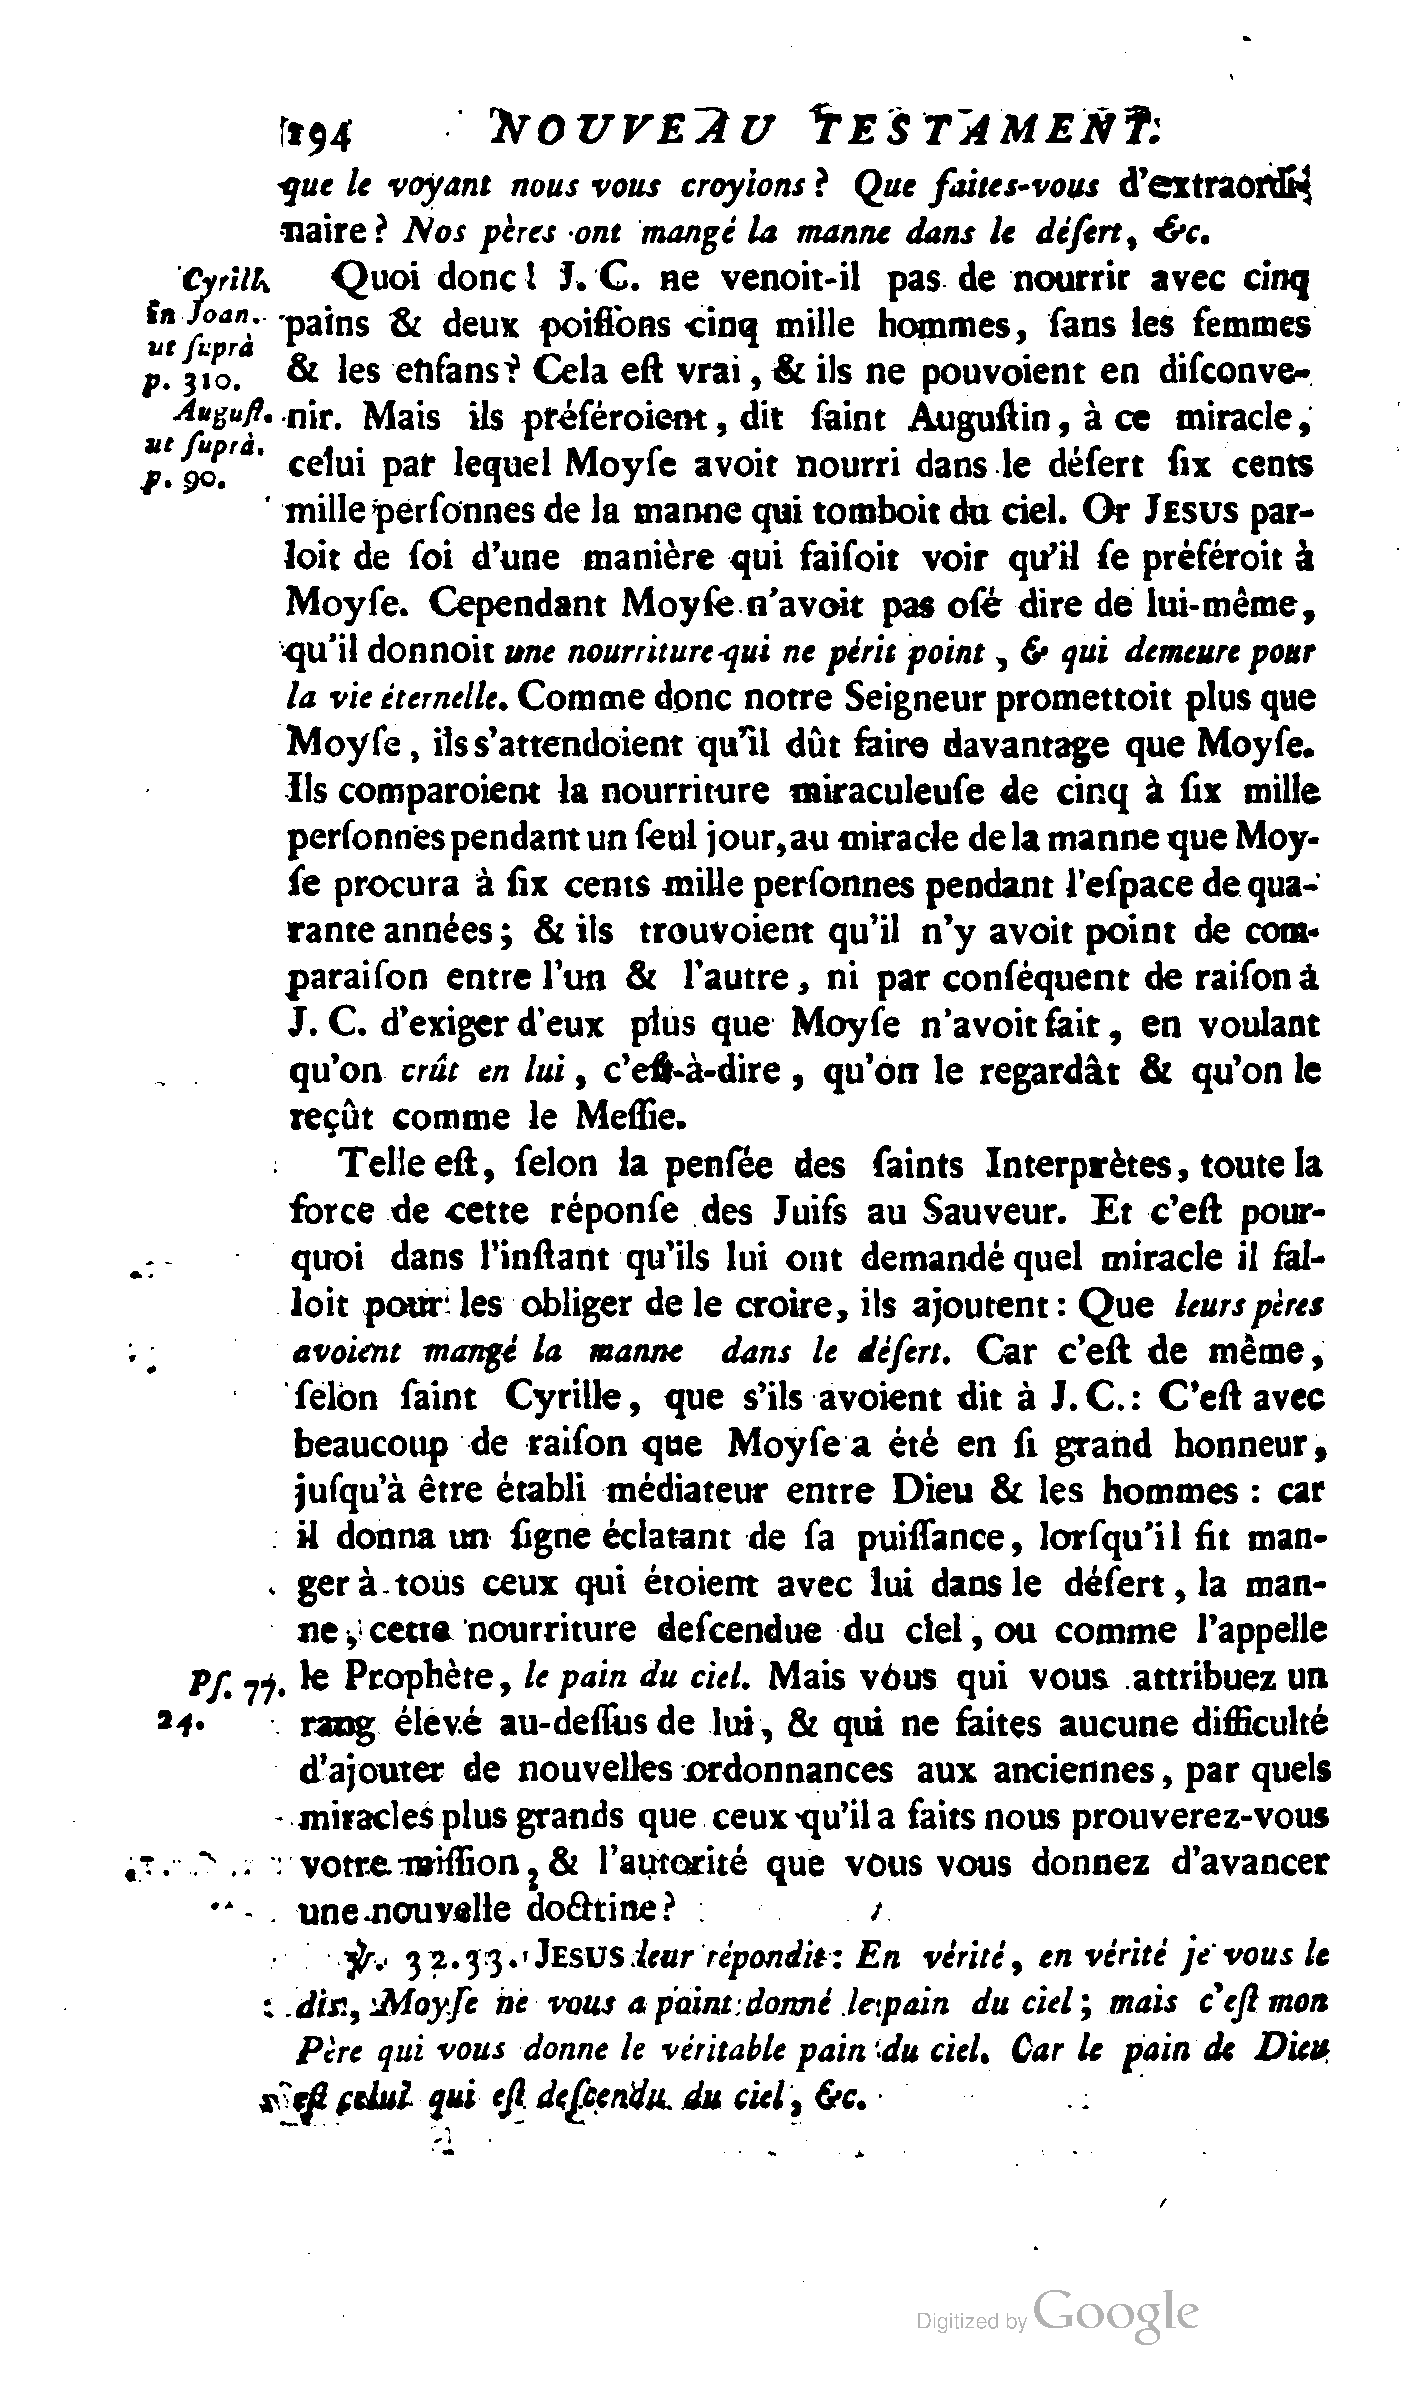 194 NOUVEAU TESTAMENT.
que le voyant nous vous croyions ? Que faites-vous d'extraordi-
naire ? Nos pères ont mangé la manne dans le déſert, &c.
Cyrill. Quoi donc ! J. C. ne venoit-il pas de nourrir avec cinq
in Joan. pains & deux poiſſons cinq mille hommes, ſans les femmes
ut ſuprà
p. 310. & les enfans ? Cela eſt vrai, & ils ne pouvoient en diſconve-
Auguſt. nir. Mais ils préféroient, dit ſaint Auguſtin, à ce miracle,
ut ſuprà.
p. 90. celui par lequel Moyſe avoit nourri dans le déſert ſix cents
mille perſonnes de la manne qui tomboit du ciel. Or JESUS par-
loit de ſoi d'une manière qui faiſoit voir qu'il ſe préféroit à
Moyſe. Cependant Moyſe n'avoit pas oſé dire de lui-même,
qu'il donnoit une nourriture qui ne périt point, & qui demeure pour
la vie éternelle. Comme donc notre Seigneur promettoit plus que
Moyſe, ils s'attendoient qu'il dût faire davantage que Moyſe.
Ils comparoient la nourriture miraculeuſe de cinq à ſix mille
perſonnes pendant un ſeul jour, au miracle de la manne que Moy-
ſe procura à ſix cents mille perſonnes pendant l'eſpace de qua-
rante années ; & ils trouvoient qu'il n'y avoit point de com-
paraiſon entre l'un & l'autre, ni par conſéquent de raiſon à
J. C. d'exiger d'eux plus que Moyſe n'avoit fait, en voulant
qu'on crût en lui, c'eſt-à-dire, qu'on le regardât & qu'on le
reçût comme le Meſſie.
Telle eſt, ſelon la penſée des ſaints Interprètes, toute la
force de cette réponſe des Juifs au Sauveur. Et c'eſt pour-
quoi dans l'inſtant qu'ils lui ont demandé quel miracle il fal-
loit pour les obliger de le croire, ils ajoutent : Que leurs pères
avoient mangé la manne dans le déſert. Car c'eſt de même,
ſelon ſaint Cyrille, que s'ils avoient dit à J. C. : C'eſt avec
beaucoup de raiſon que Moyſe a été en ſi grand honneur,
juſqu'à être établi médiateur entre Dieu & les hommes : car
il donna un ſigne éclatant de ſa puiſſance, lorſqu'il fit man-
ger à tous ceux qui étoient avec lui dans le déſert, la man-
ne, cette nourriture deſcendue du ciel, ou comme l'appelle
Pſ. 77. le Prophète, le pain du ciel. Mais vous qui vous attribuez un
24. rang élevé au-deſſus de lui, & qui ne faites aucune difficulté
d'ajouter de nouvelles ordonnances aux anciennes, par quels
miracles plus grands que ceux qu'il a faits nous prouverez-vous
votre miſſion, & l'autorité que vous vous donnez d'avancer
une nouvelle doctrine ?
℣. 32. 33. JESUS leur répondit : En vérité, en vérité je vous le
dis, Moyſe ne vous a point donné le pain du ciel ; mais c'eſt mon
Père qui vous donne le véritable pain du ciel. Car le pain de Dieu
eſt celui qui eſt deſcendu du ciel, &c.
Digitized by Google